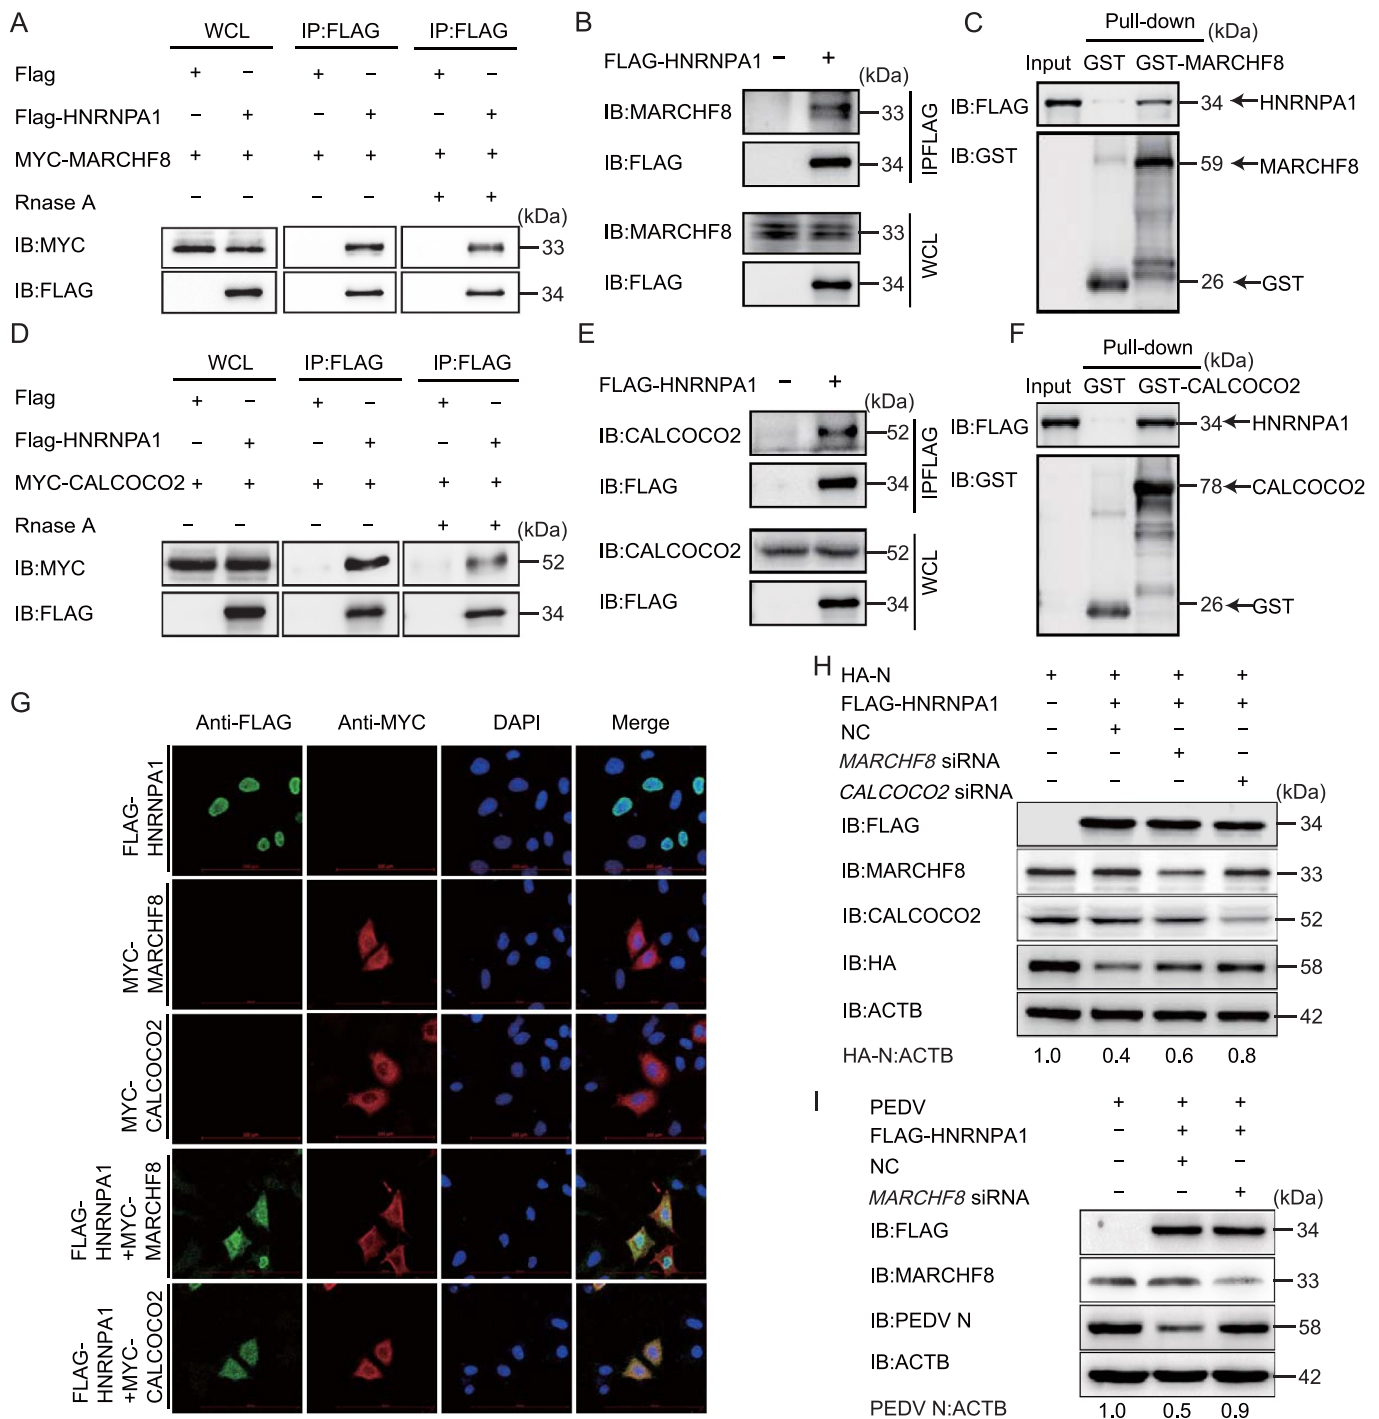 A
WCL IP:FLAG IP:FLAG
Flag + − + − + −
Flag-HNRNPA1 − + − + − +
MYC-MARCHF8 + + + + + +
Rnase A − − − − + +
(kDa)
IB:MYC 33
IB:FLAG 34
B
FLAG-HNRNPA1 − +
(kDa)
IB:MARCHF8 33
IB:FLAG 34
IPFLAG
IB:MARCHF8 33
IB:FLAG 34
WCL
C
Pull-down (kDa)
Input GST GST-MARCHF8
IB:FLAG 34 HNRNPA1
IB:GST 59 MARCHF8
26 GST
D
WCL IP:FLAG IP:FLAG
Flag + − + − + −
Flag-HNRNPA1 − + − + − +
MYC-CALCOCO2 + + + + + +
Rnase A − − − − + +
(kDa)
IB:MYC 52
IB:FLAG 34
E
FLAG-HNRNPA1 − +
(kDa)
IB:CALCOCO2 52
IB:FLAG 34
IPFLAG
IB:CALCOCO2 52
IB:FLAG 34
WCL
F
Pull-down (kDa)
Input GST GST-CALCOCO2
IB:FLAG 34 HNRNPA1
IB:GST 78 CALCOCO2
26 GST
G
Anti-FLAG Anti-MYC DAPI Merge
FLAG-
HNRNPA1
MYC-
MARCHF8
MYC-
CALCOCO2
FLAG-
HNRNPA1
+MYC-
MARCHF8
FLAG-
HNRNPA1
+MYC-
CALCOCO2
H
HA-N + + + +
FLAG-HNRNPA1 − + + +
NC − + − −
MARCHF8 siRNA − − + −
CALCOCO2 siRNA − − − +
(kDa)
IB:FLAG 34
IB:MARCHF8 33
IB:CALCOCO2 52
IB:HA 58
IB:ACTB 42
HA-N:ACTB 1.0 0.4 0.6 0.8
I
PEDV + + +
FLAG-HNRNPA1 − + +
NC − + −
MARCHF8 siRNA − − +
(kDa)
IB:FLAG 34
IB:MARCHF8 33
IB:PEDV N 58
IB:ACTB 42
PEDV N:ACTB 1.0 0.5 0.9